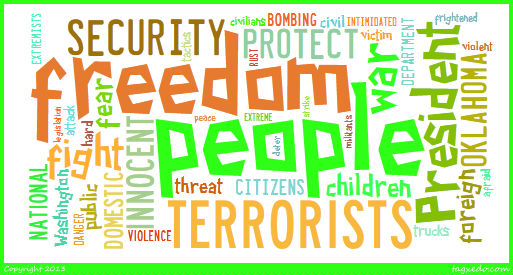 EXTREMISTS
SECURITY
tactics
civilians
BOMBING
RUST
civil
INTIMIDATED
PROTECT
victim
DEPARTMENT
frightened
violent
freedom
war
President
OKLAHOMA
legislation
attack
hard
fear
peace
EXTREME
strike
militants
deter
people
fight
INNOCENT
NATIONAL
Washington
DANGER
public
DOMESTIC
VIOLENCE
threat
CITIZENS
children
TERRORISTS
foreign
afraid
trucks
Copyright 2013
tagxedo.com